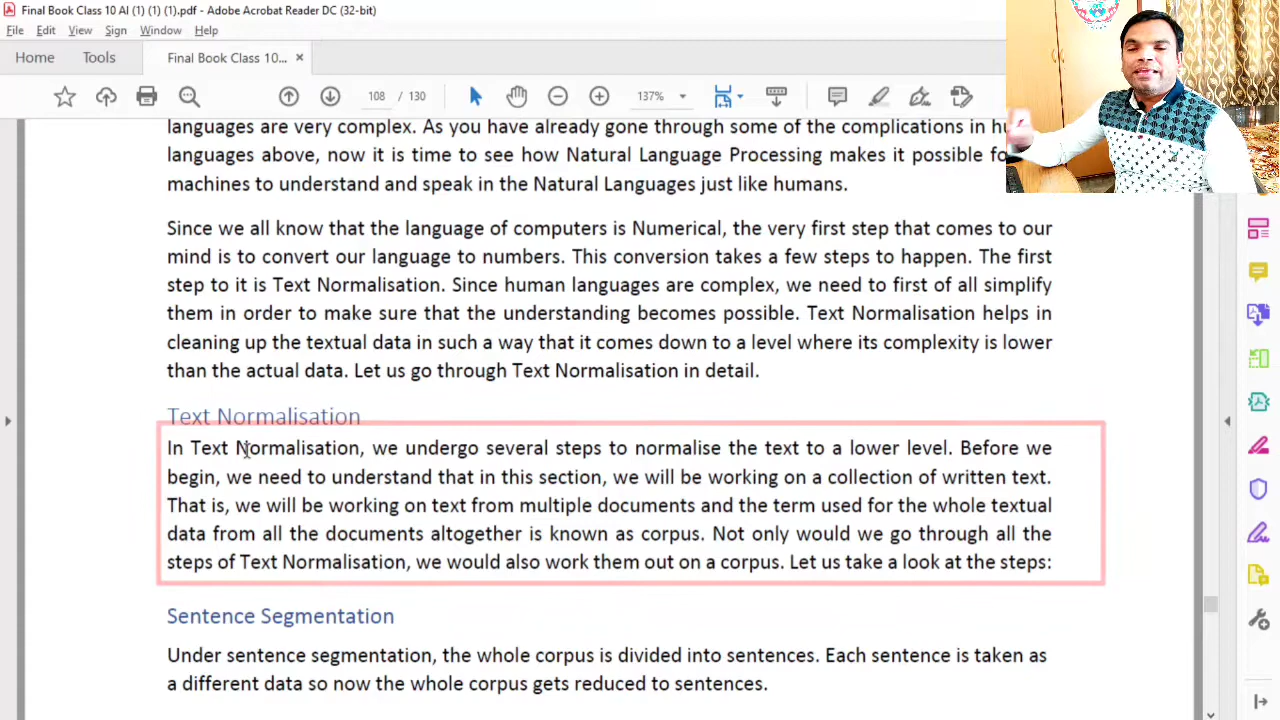 Final Book Class 10 AI (1) (1) (1).pdf - Adobe Acrobat Reader DC (32-bit)
File Edit View Sign Window Help
Home Tools Final Book Class 10... ×
108 / 130 137%
languages are very complex. As you have already gone through some of the complications in
languages above, now it is time to see how Natural Language Processing makes it possible
machines to understand and speak in the Natural Languages just like humans.
Since we all know that the language of computers is Numerical, the very first step that comes to our
mind is to convert our language to numbers. This conversion takes a few steps to happen. The first
step to it is Text Normalisation. Since human languages are complex, we need to first of all simplify
them in order to make sure that the understanding becomes possible. Text Normalisation helps in
cleaning up the textual data in such a way that it comes down to a level where its complexity is lower
than the actual data. Let us go through Text Normalisation in detail.
Text Normalisation
In Text Normalisation, we undergo several steps to normalise the text to a lower level. Before we
begin, we need to understand that in this section, we will be working on a collection of written text.
That is, we will be working on text from multiple documents and the term used for the whole textual
data from all the documents altogether is known as corpus. Not only would we go through all the
steps of Text Normalisation, we would also work them out on a corpus. Let us take a look at the steps:
Sentence Segmentation
Under sentence segmentation, the whole corpus is divided into sentences. Each sentence is taken as
a different data so now the whole corpus gets reduced to sentences.